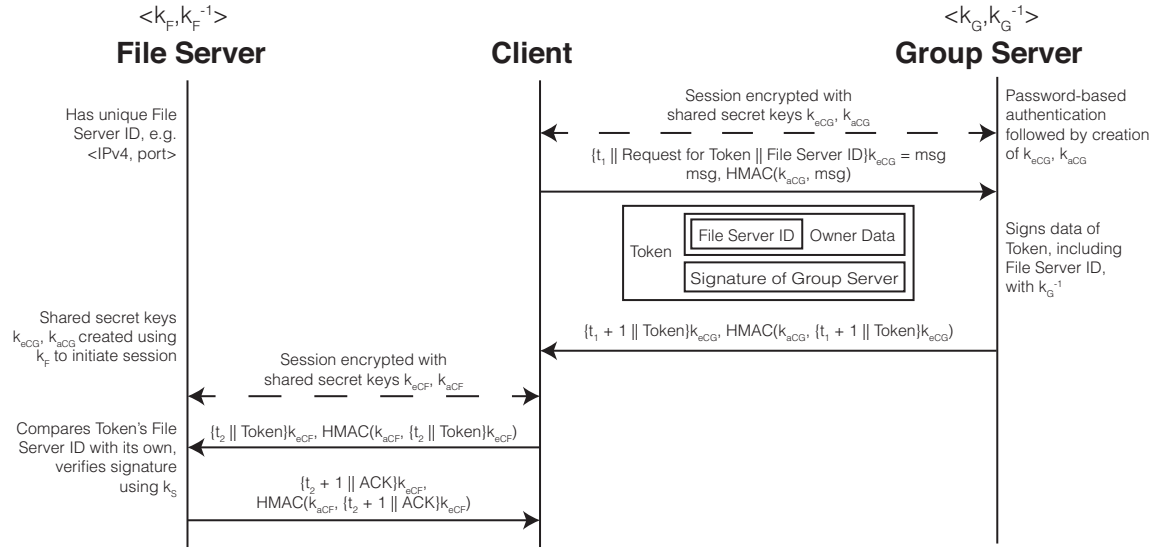 <k_F, k_F^-1>
<k_G, k_G^-1>
File Server
Client
Group Server
Has unique File
Server ID, e.g.
<IPv4, port>
Session encrypted with
shared secret keys k_eCG, k_aCG
Password-based
authentication
followed by creation
of k_eCG, k_aCG
{t_1 || Request for Token || File Server ID}k_eCG = msg
msg, HMAC(k_aCG, msg)
Token
File Server ID
Owner Data
Signature of Group Server
Signs data of
Token, including
File Server ID,
with k_G^-1
Shared secret keys
k_eCG, k_aCG created using
k_F to initiate session
{t_1 + 1 || Token}k_eCG, HMAC(k_aCG, {t_1 + 1 || Token}k_eCG)
Session encrypted with
shared secret keys k_eCF, k_aCF
Compares Token's File
Server ID with its own,
verifies signature
using k_S
{t_2 || Token}k_eCF, HMAC(k_aCF, {t_2 || Token}k_eCF)
{t_2 + 1 || ACK}k_eCF,
HMAC(k_aCF, {t_2 + 1 || ACK}k_eCF)